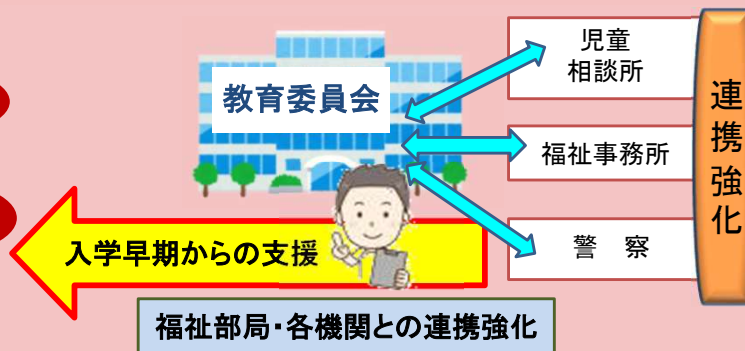 教育委員会
児童
相談所
福祉事務所
警　察
連携強化
入学早期からの支援
福祉部局・各機関との連携強化